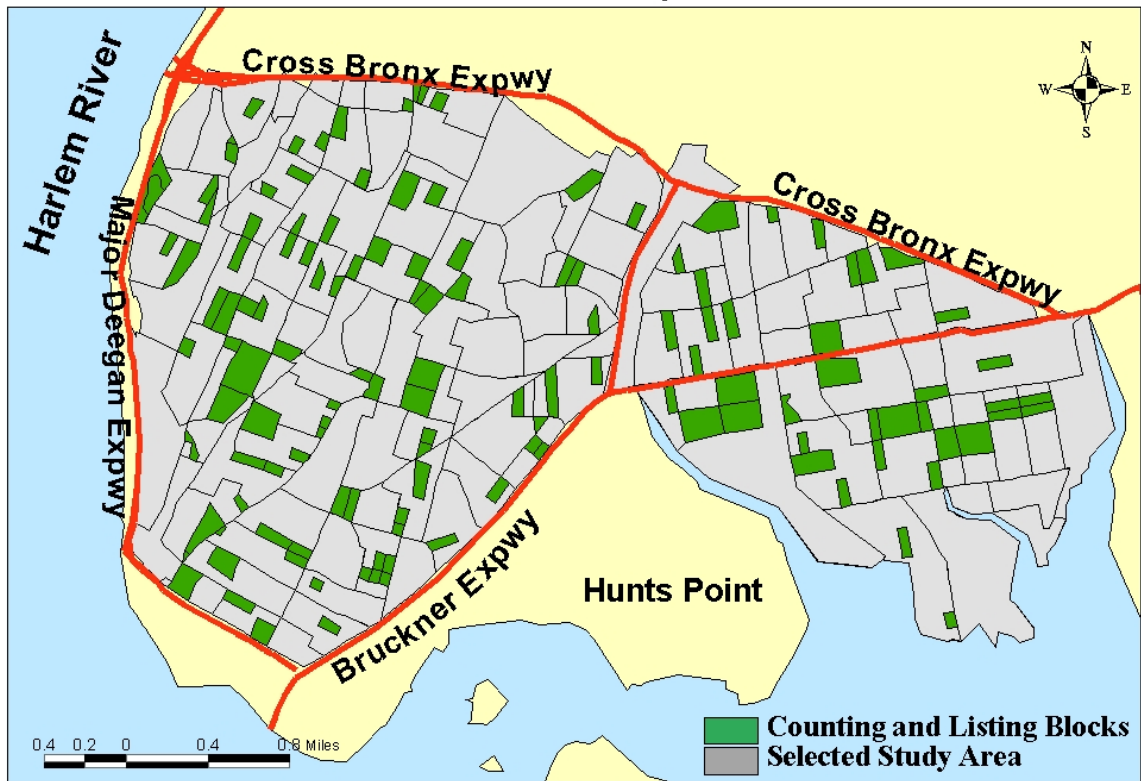 Harlem River
Cross Bronx Expwy
N
W E
S
Cross Bronx Expwy
Major Deegan Expwy
Hunts Point
Bruckner Expwy
Counting and Listing Blocks
Selected Study Area
0.4 0.2 0 0.4 0.8 Miles